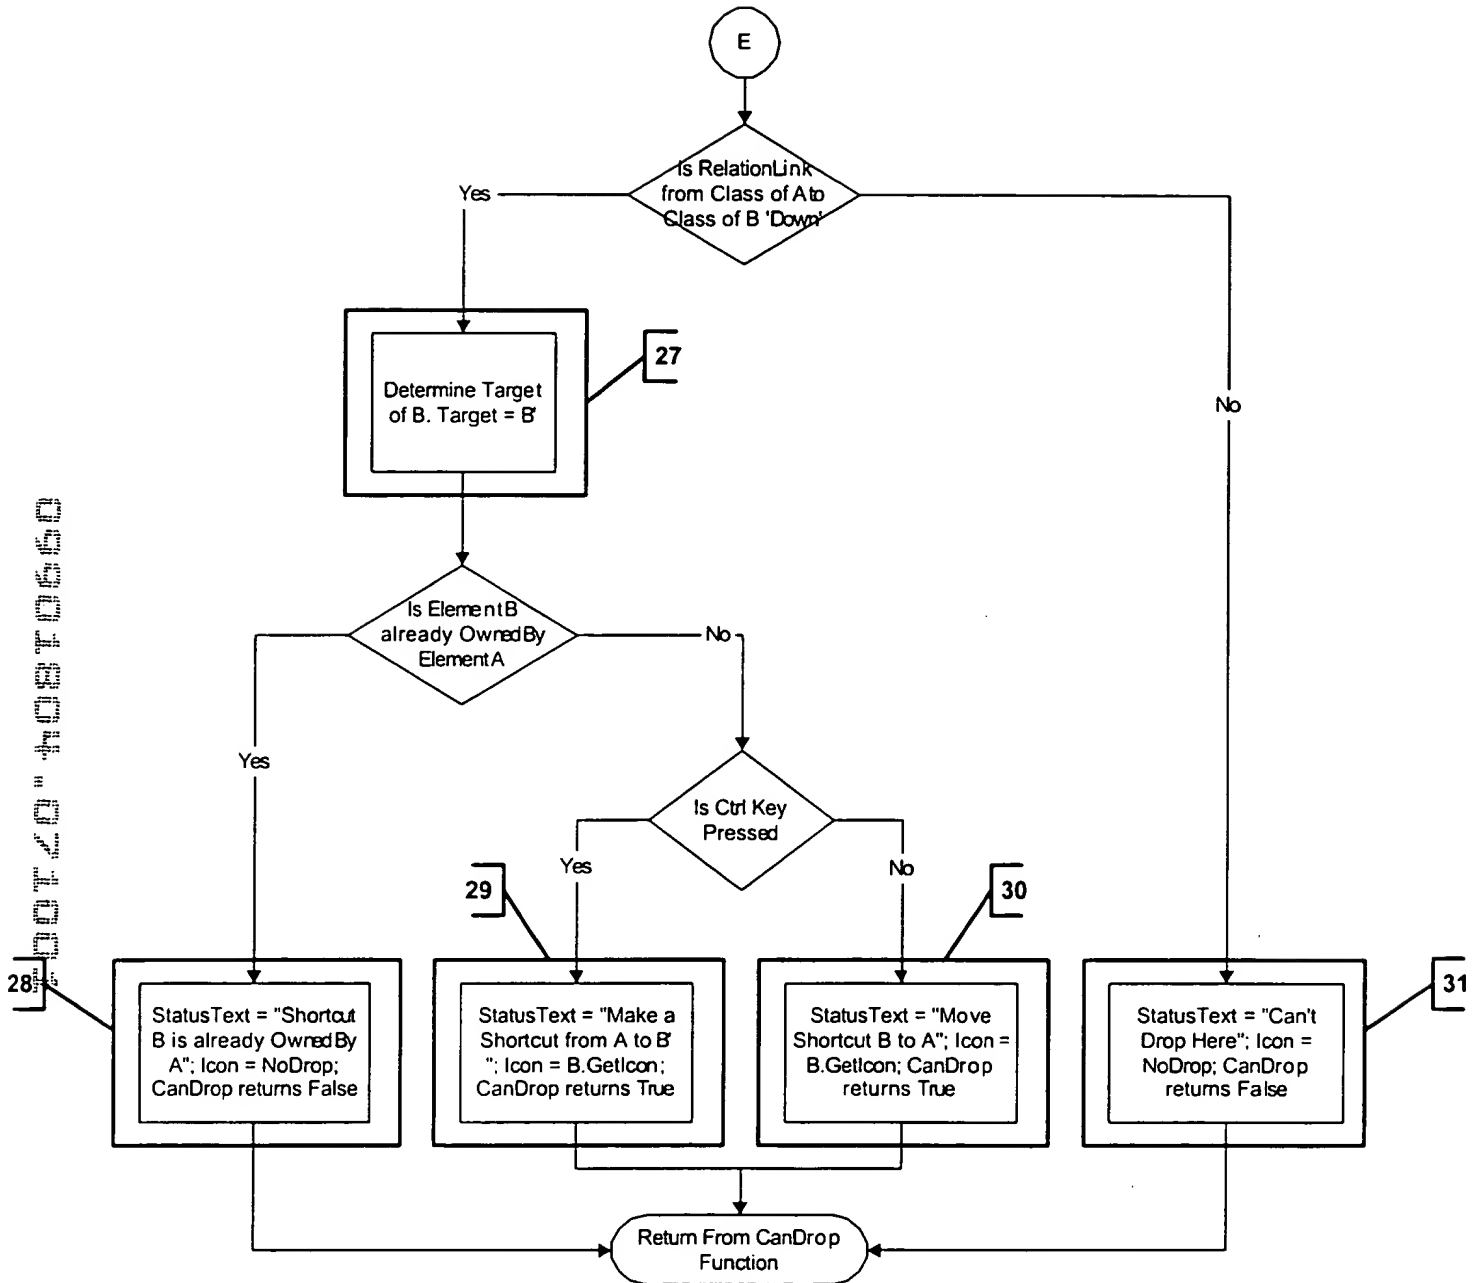 E
Is RelationLink
from Class of A to
Class of B 'Down'
Yes
No
27
Determine Target
of B. Target = B'
Is Element B
already OwnedBy
Element A
No
Yes
Is Ctrl Key
Pressed
Yes
No
29
30
28
31
StatusText = "Shortcut
B is already OwnedBy
A"; Icon = NoDrop;
CanDrop returns False
StatusText = "Make a
Shortcut from A to B'
"; Icon = B.GetIcon;
CanDrop returns True
StatusText = "Move
Shortcut B to A"; Icon =
B.GetIcon; CanDrop
returns True
StatusText = "Can't
Drop Here"; Icon =
NoDrop; CanDrop
returns False
Return From CanDrop
Function